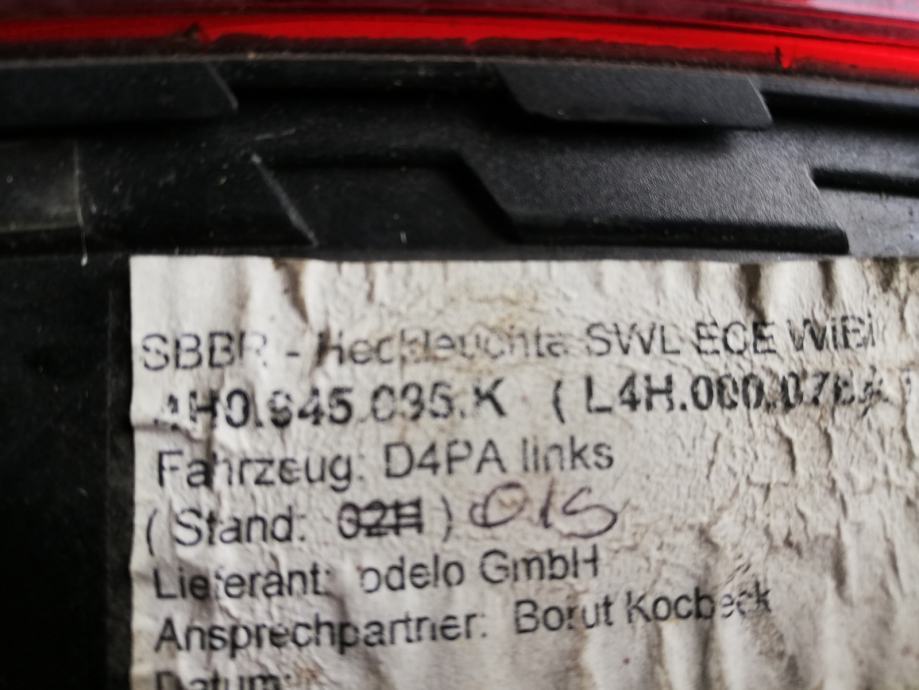 SBBR - Heckleuchte SWL ECE WiBi
4H0.945.095.K ( L4H.000.078
Fahrzeug: D4PA links
( Stand: 02H ) 01S
Lieferant: odelo GmbH
Ansprechpartner: Borut Kocbeck
Datum: